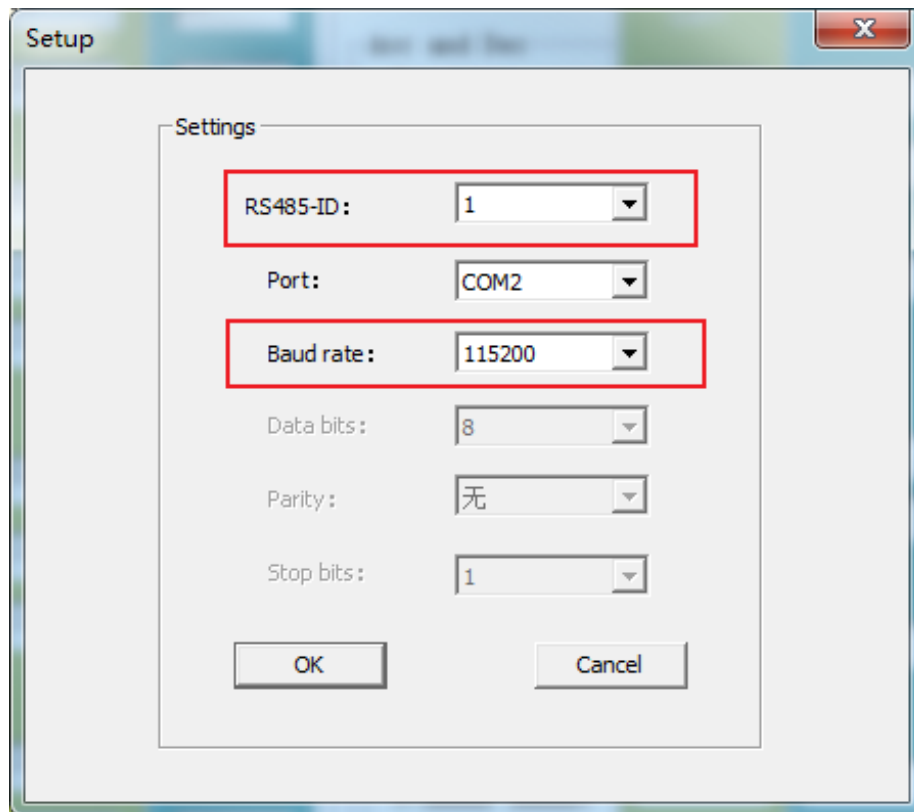 Setup
Settings
RS485-ID: 1
Port: COM2
Baud rate: 115200
Data bits: 8
Parity: 无
Stop bits: 1
OK Cancel